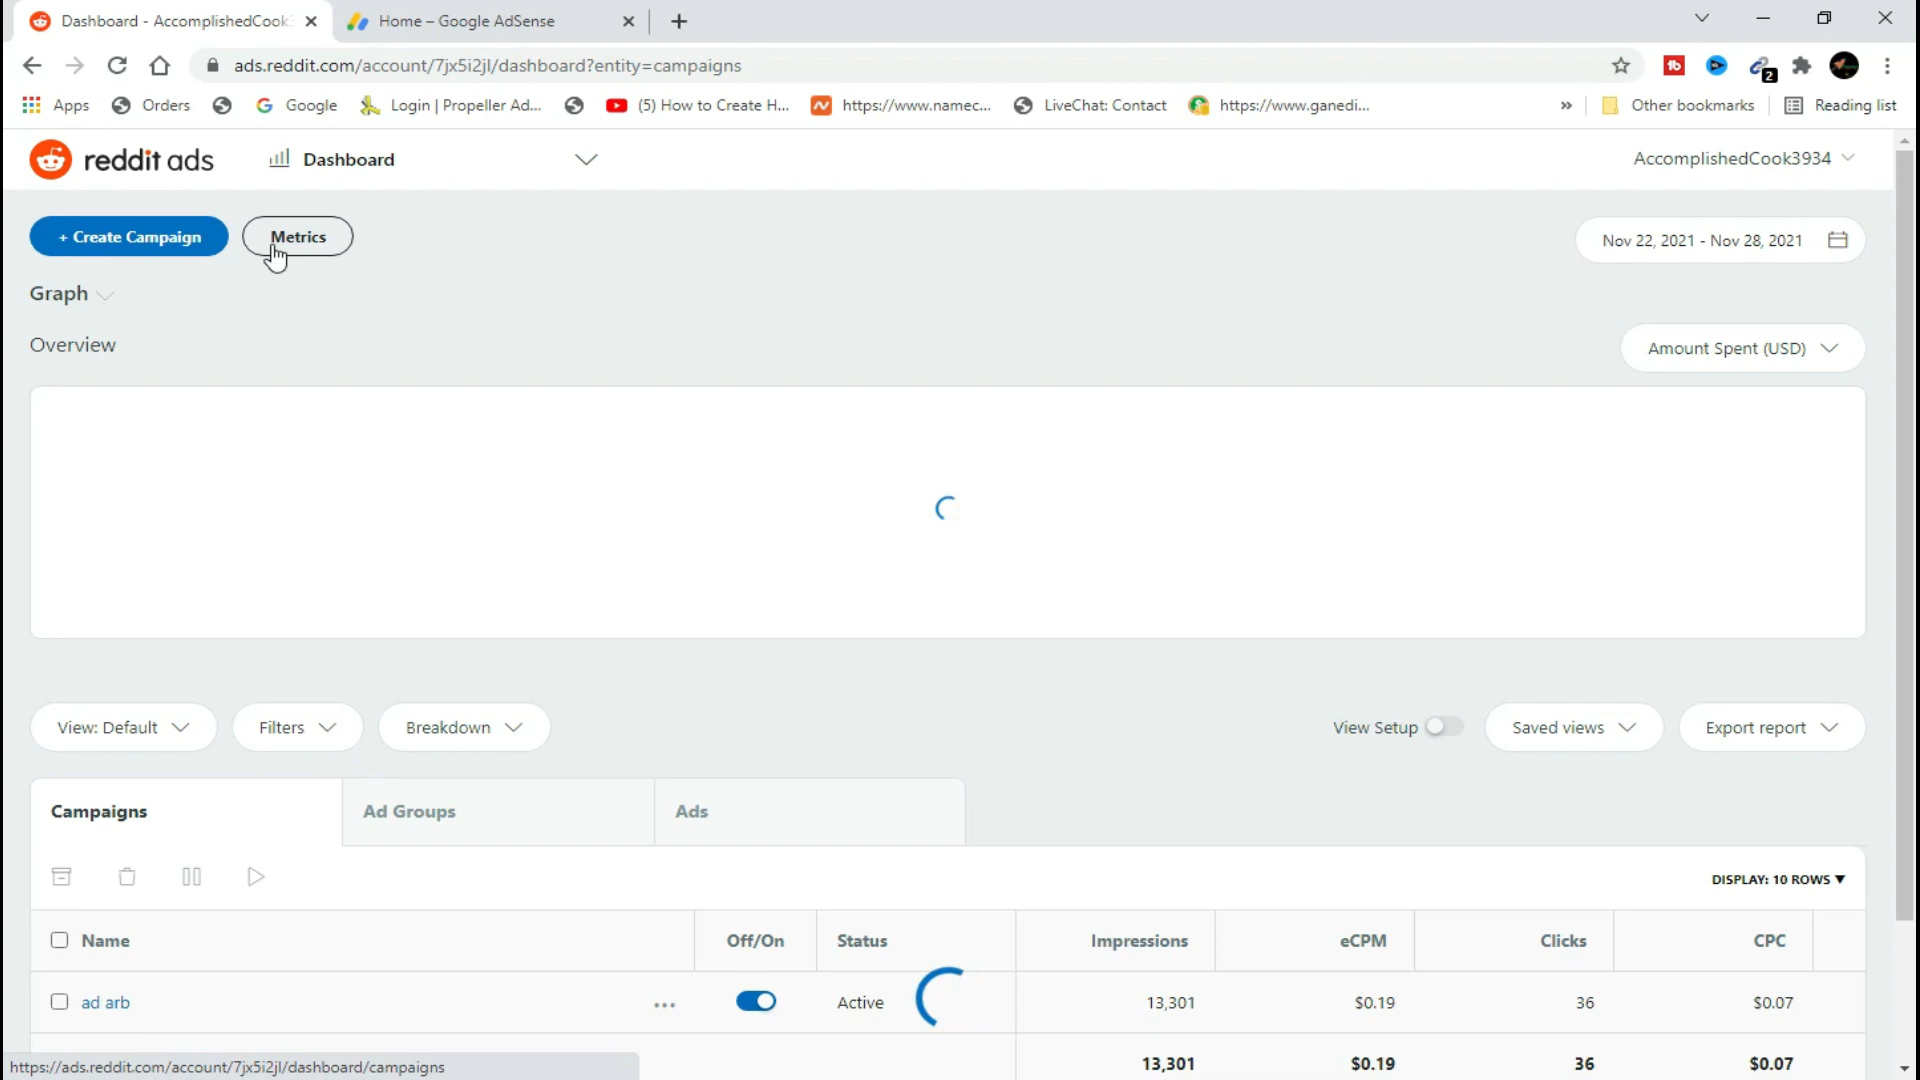 Dashboard - AccomplishedCook
Home – Google AdSense
ads.reddit.com/account/7jx5i2jl/dashboard?entity=campaigns
2
Apps
Orders
Google
Login | Propeller Ad...
(5) How to Create H...
https://www.namec...
LiveChat: Contact
https://www.ganedi...
»
Other bookmarks
Reading list
reddit ads
Dashboard
AccomplishedCook3934
+ Create Campaign
Metrics
Nov 22, 2021 - Nov 28, 2021
Graph
Overview
Amount Spent (USD)
View: Default
Filters
Breakdown
View Setup
Saved views
Export report
Campaigns
Ad Groups
Ads
DISPLAY: 10 ROWS
Name
Off/On
Status
Impressions
eCPM
Clicks
CPC
ad arb
...
Active
13,301
$0.19
36
$0.07
13,301
$0.19
36
$0.07
https://ads.reddit.com/account/7jx5i2jl/dashboard/campaigns